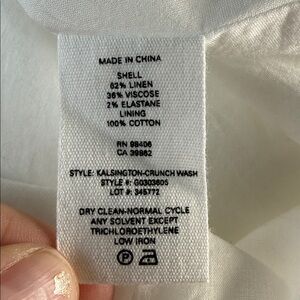 MADE IN CHINA
SHELL
62% LINEN
36% VISCOSE
2% ELASTANE
LINING
100% COTTON
RN 98406
CA 39862
STYLE: KALSINGTON-CRUNCH WASH
STYLE #: G0303605
LOT #: 345772
DRY CLEAN-NORMAL CYCLE
ANY SOLVENT EXCEPT
TRICHLOROETHYLENE
LOW IRON
P